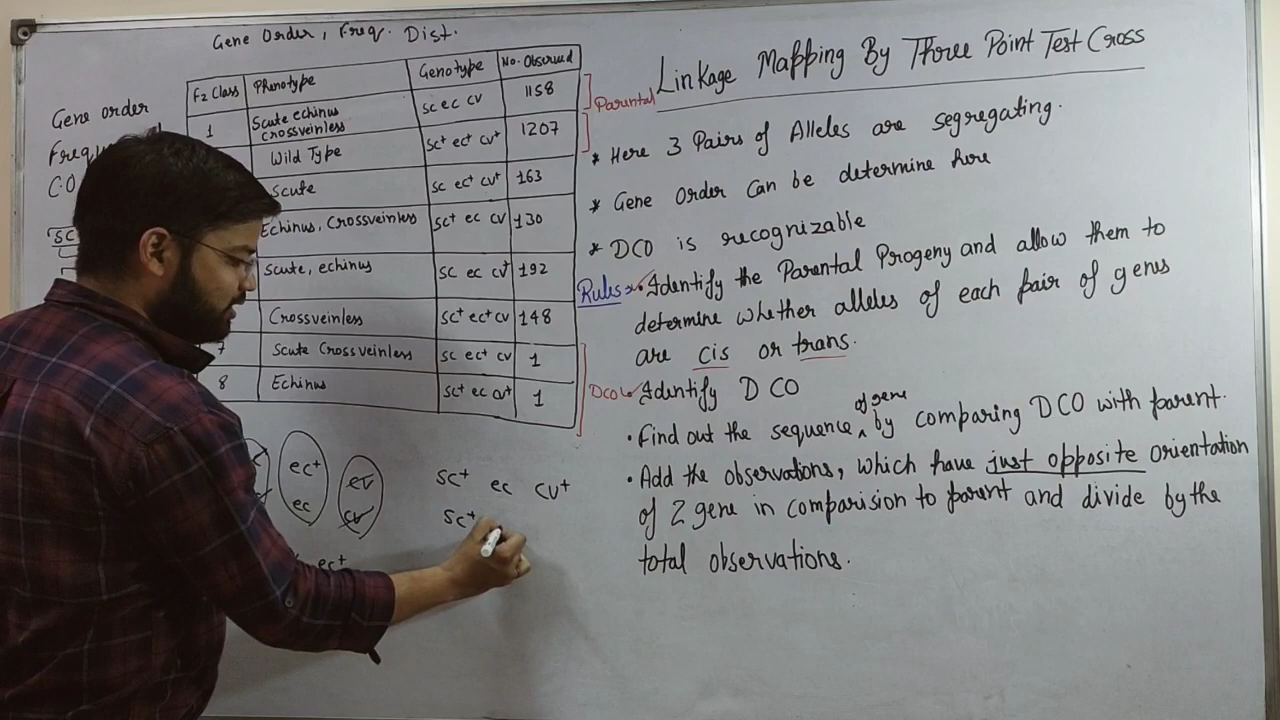 Gene Order, Freq. Dist.
Linkage Mapping By Three Point Test Cross
Gene order
CO
sc
F2 Class Phenotype Genotype No. Observed
1 Scute echinus crossveinless sc ec cv 1158
Wild Type sc+ ec+ cv+ 1207
Scute sc ec+ cv+ 163
Echinus, Crossveinless sc+ ec cv 130
Scute, echinus sc ec cv+ 192
Crossveinless sc+ ec+ cv 148
7 Scute Crossveinless sc ec+ cv 1
8 Echinus sc+ ec cv+ 1
Parental
DCO
* Here 3 Pairs of Alleles are segregating.
* Gene Order Can be determine here
* DCO is recognizable
Rules Identify the Parental Progeny and allow them to
determine whether alleles of each pair of genes
are cis or trans.
Identify DCO
• Find out the sequence of gene by comparing DCO with parent.
• Add the observations, which have just opposite orientation
of 2 gene in comparision to parent and divide by the
total observations.
ec+
ec
cv
sc+ ec cv+
sc+
ec+